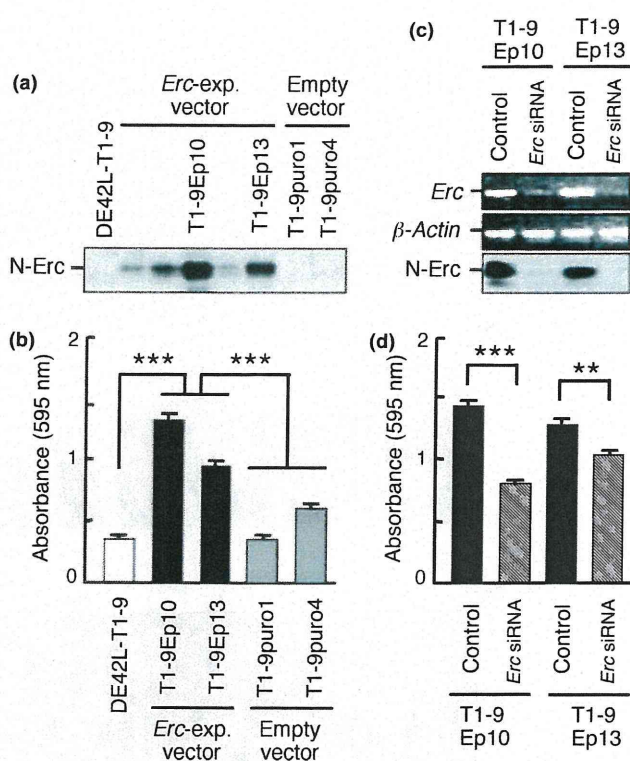 (a)
Erc-exp. vector
Empty vector
DE42L-T1-9
T1-9Ep10
T1-9Ep13
T1-9puro1
T1-9puro4
N-Erc
(b)
***
***
Absorbance (595 nm)
2
1
0
DE42L-T1-9
T1-9Ep10
T1-9Ep13
T1-9puro1
T1-9puro4
Erc-exp. vector
Empty vector
(c)
T1-9 Ep10
T1-9 Ep13
Control
Erc siRNA
Control
Erc siRNA
Erc
β-Actin
N-Erc
(d)
***
**
Absorbance (595 nm)
2
1
0
Control
Erc siRNA
Control
Erc siRNA
T1-9 Ep10
T1-9 Ep13